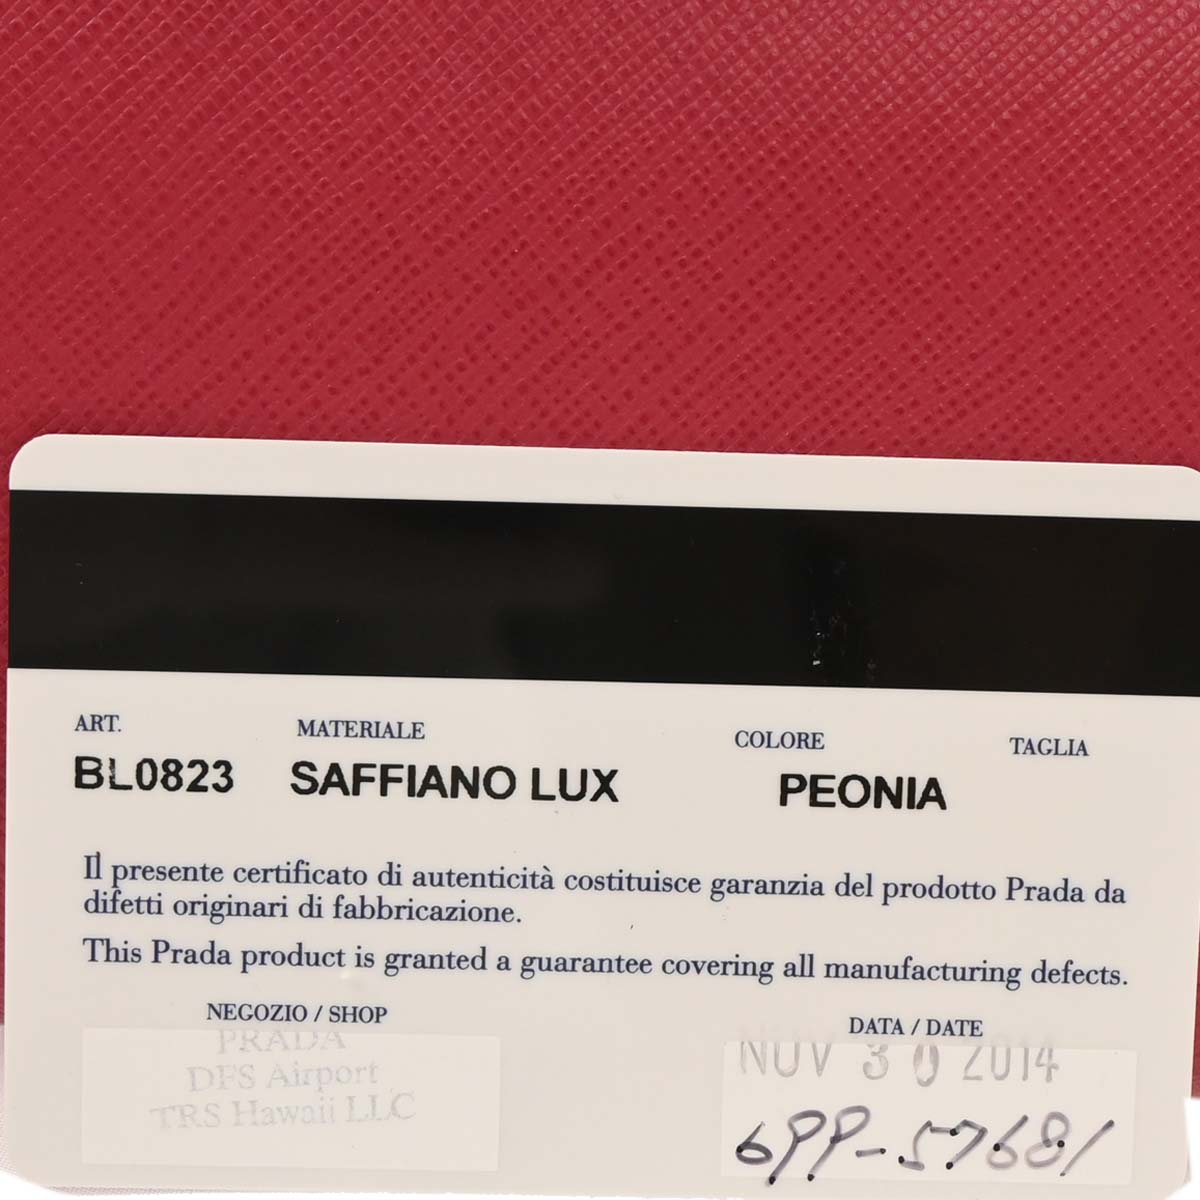 ART. MATERIALE COLORE TAGLIA
BL0823 SAFFIANO LUX PEONIA
Il presente certificato di autenticità costituisce garanzia del prodotto Prada da
difetti originari di fabbricazione.
This Prada product is granted a guarantee covering all manufacturing defects.
NEGOZIO / SHOP DATA / DATE
PRADA NOV 30 2014
DFS Airport
TRS Hawaii LLC 6PP-57681